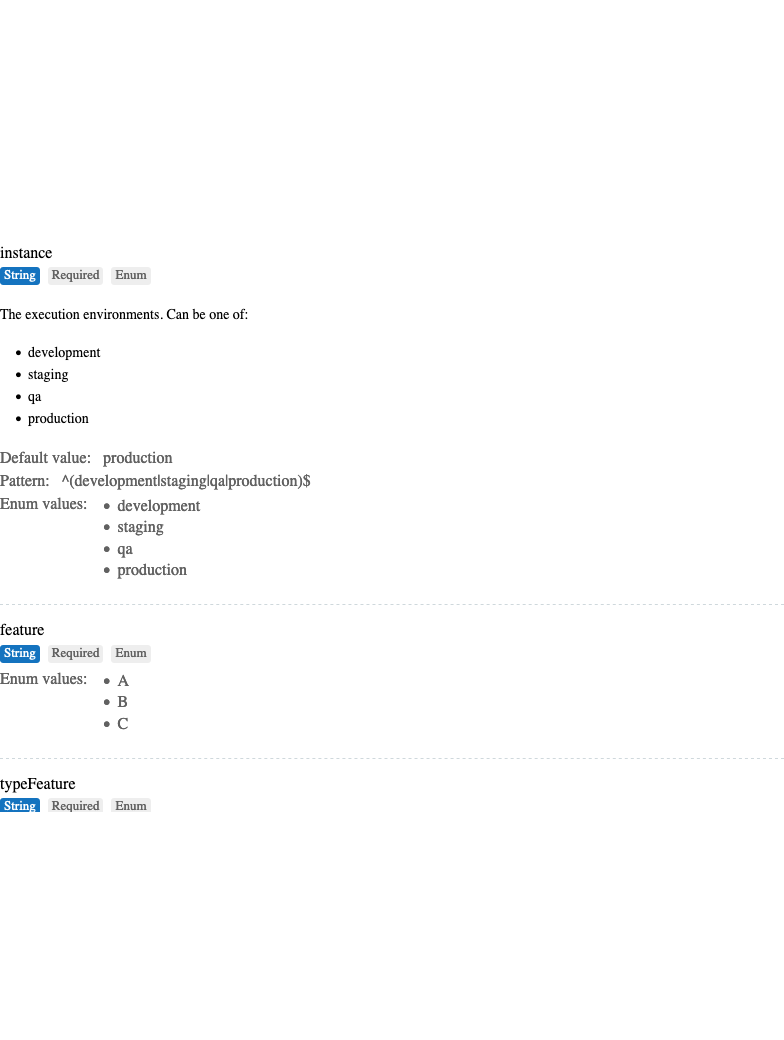 instance
String Required Enum
The execution environments. Can be one of:
• development
• staging
• qa
• production
Default value: production
Pattern: ^(development|staging|qa|production)$
Enum values: • development
• staging
• qa
• production
feature
String Required Enum
Enum values: • A
• B
• C
typeFeature
String Required Enum